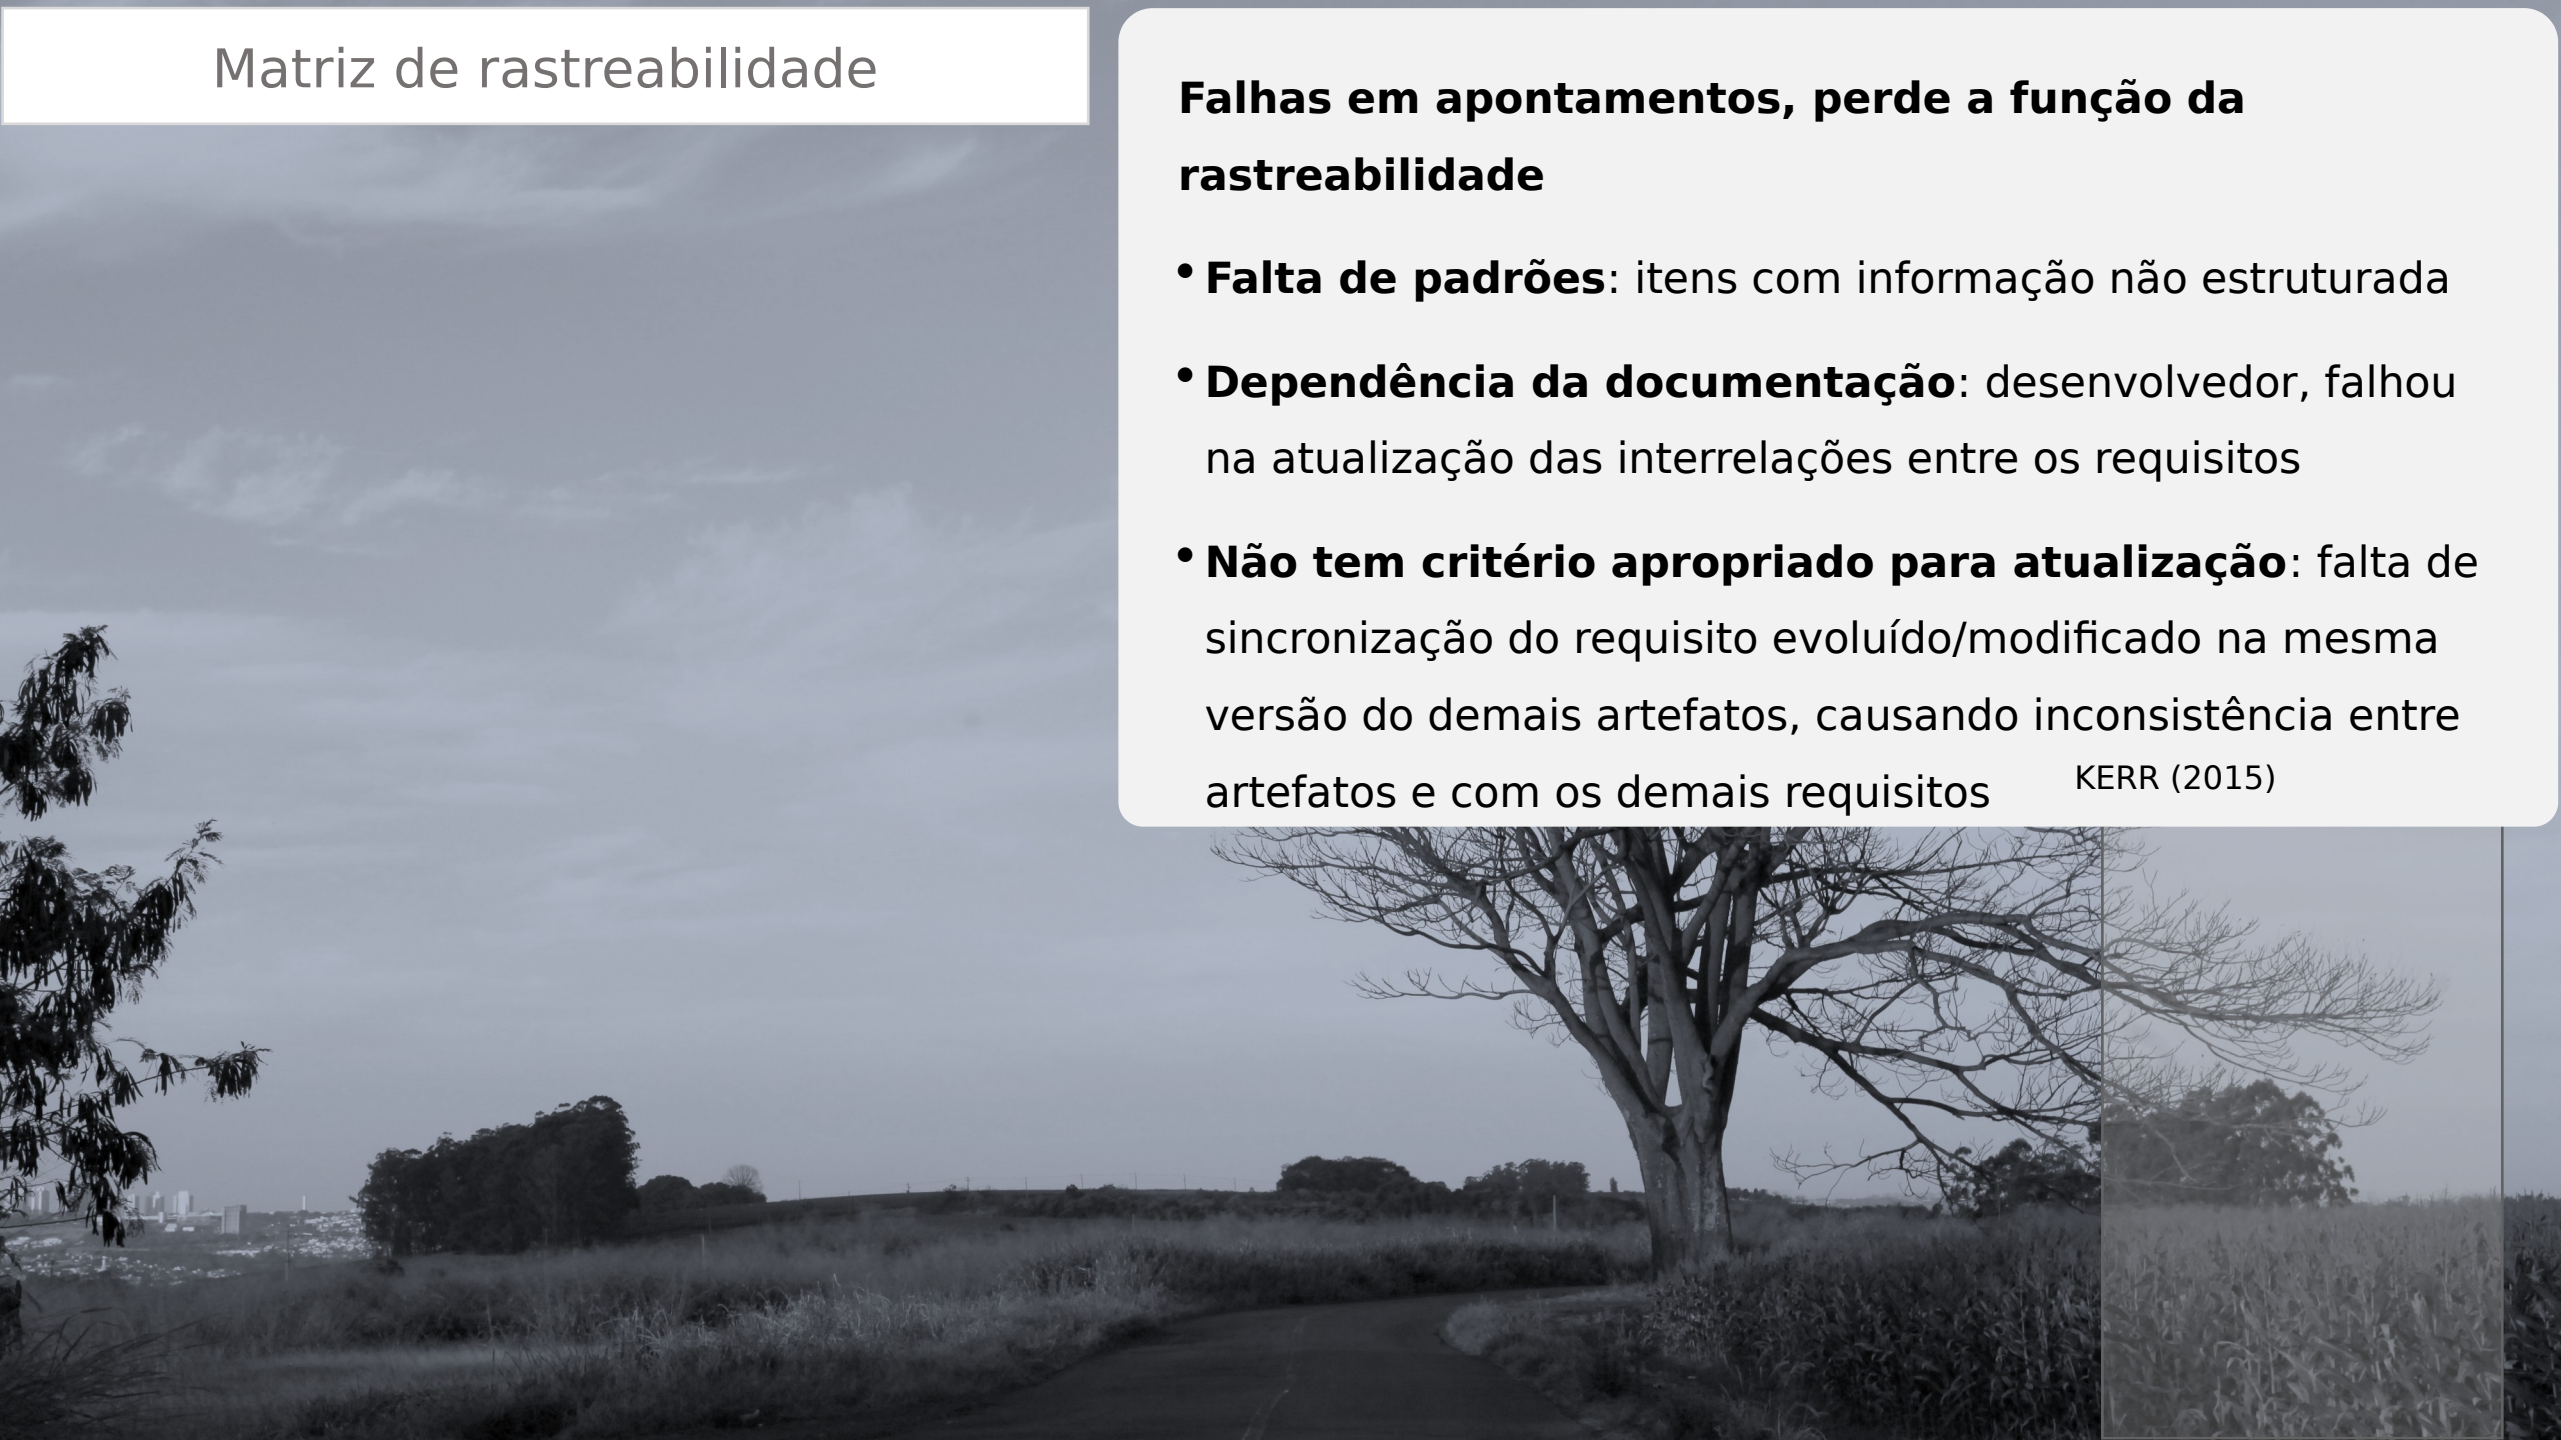 Matriz de rastreabilidade
Falhas em apontamentos, perde a função da
rastreabilidade
• Falta de padrões: itens com informação não estruturada
• Dependência da documentação: desenvolvedor, falhou
na atualização das interrelações entre os requisitos
• Não tem critério apropriado para atualização: falta de
sincronização do requisito evoluído/modificado na mesma
versão do demais artefatos, causando inconsistência entre
artefatos e com os demais requisitos
KERR (2015)